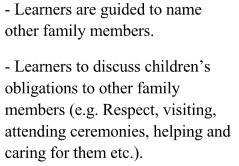 - Learners are guided to name
other family members.
- Learners to discuss children’s
obligations to other family
members (e.g. Respect, visiting,
attending ceremonies, helping and
caring for them etc.).